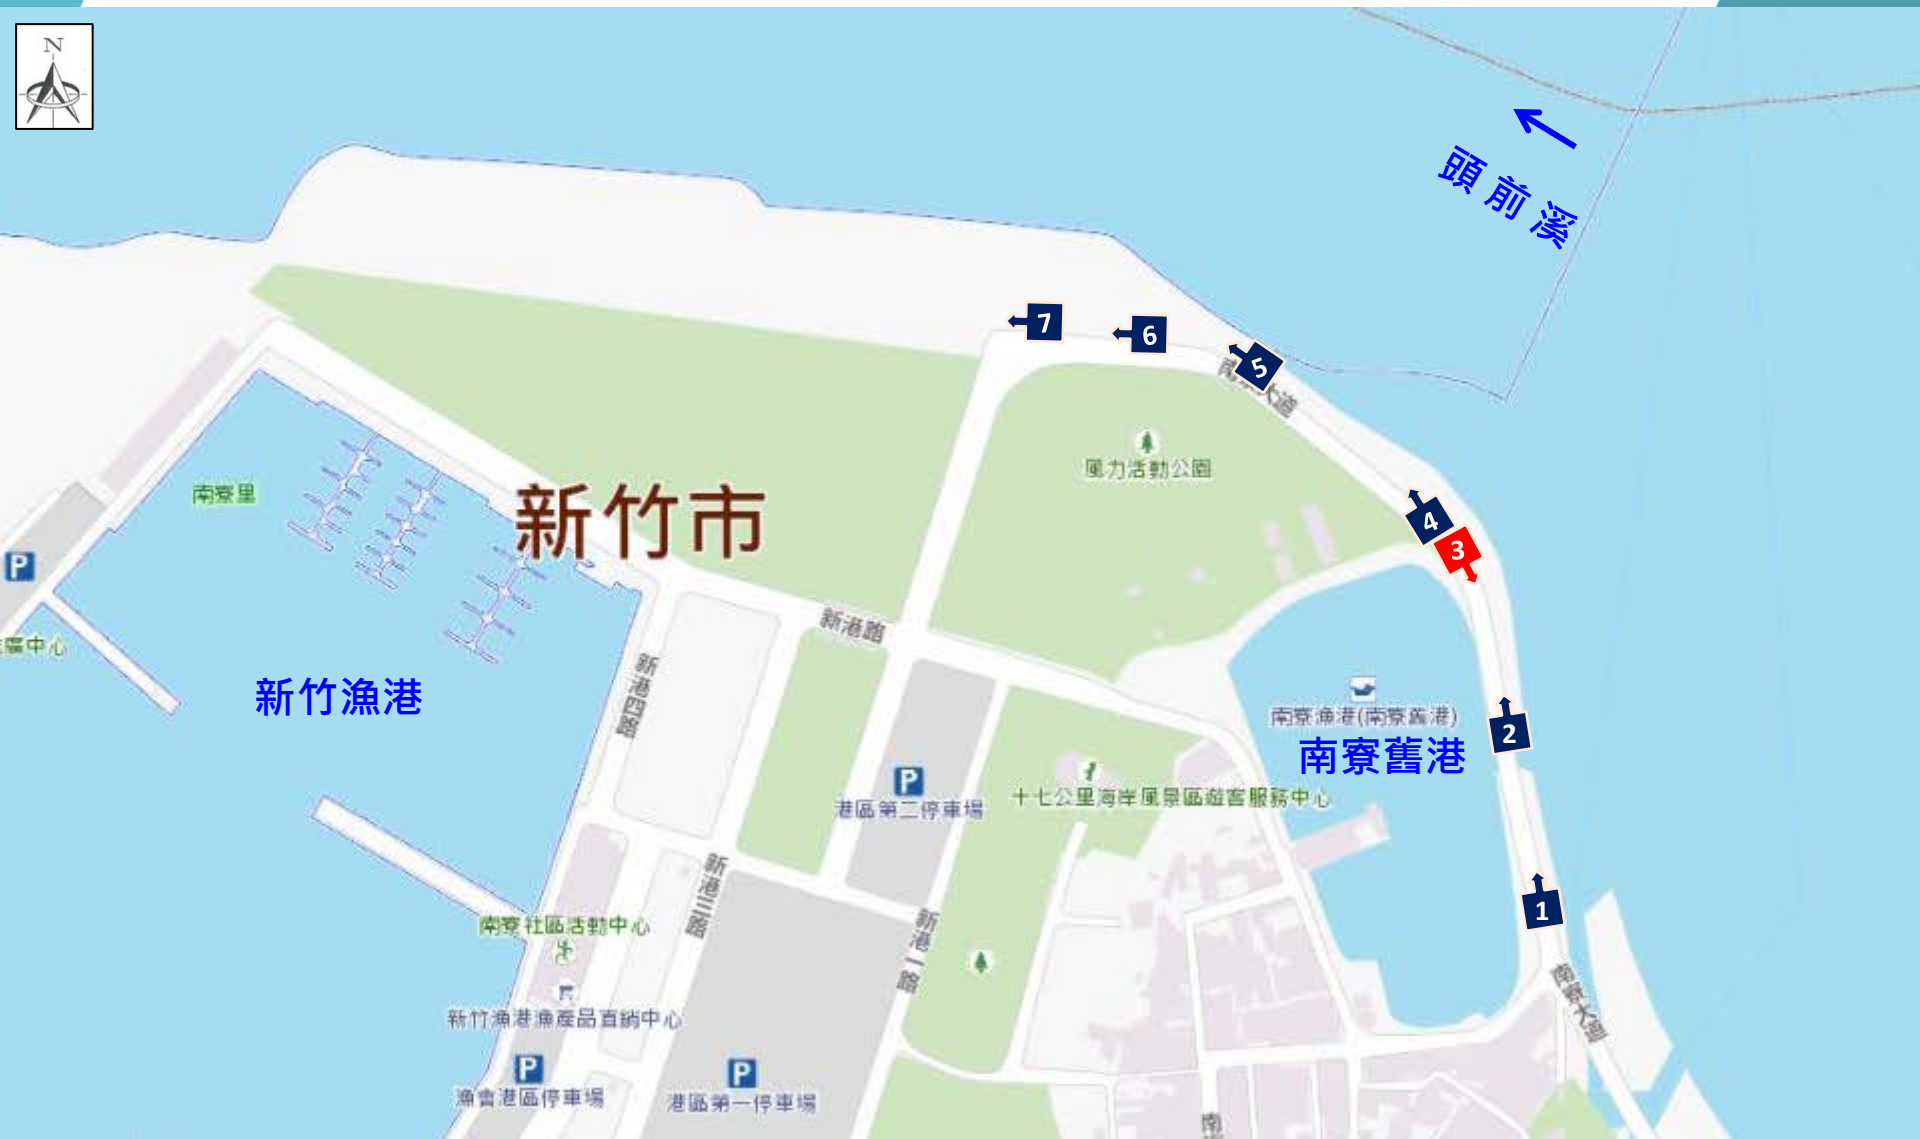 N
頭前溪
7
6
5
南寮大道
風力活動公園
南寮里
4
3
新竹市
P
新港路
新港四路
新竹漁港
南寮漁港(南寮舊港)
南寮舊港
2
P
港區第二停車場
十七公里海岸風景區遊客服務中心
1
新港三路
新港一路
南寮社區活動中心
南寮大道
新竹漁港漁產品直銷中心
P
漁會港區停車場
P
港區第一停車場
南